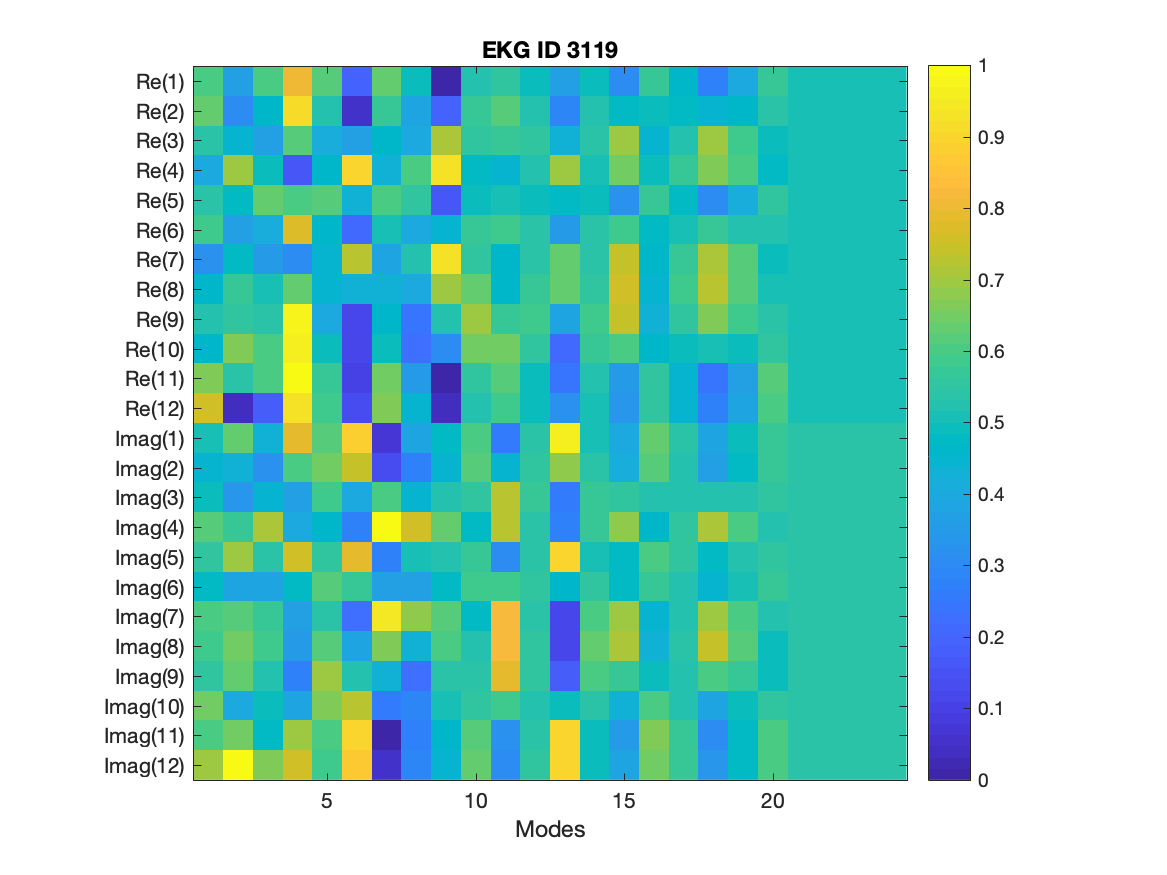 EKG ID 3119
Re(1)
Re(2)
Re(3)
Re(4)
Re(5)
Re(6)
Re(7)
Re(8)
Re(9)
Re(10)
Re(11)
Re(12)
Imag(1)
Imag(2)
Imag(3)
Imag(4)
Imag(5)
Imag(6)
Imag(7)
Imag(8)
Imag(9)
Imag(10)
Imag(11)
Imag(12)
5 10 15 20
Modes
1
0.9
0.8
0.7
0.6
0.5
0.4
0.3
0.2
0.1
0